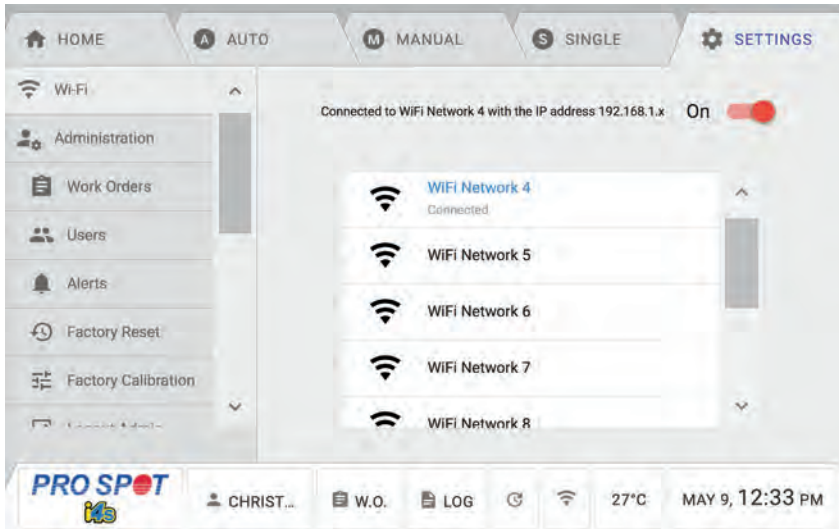 HOME
A AUTO
M MANUAL
S SINGLE
SETTINGS
Wi-Fi
Administration
Work Orders
Users
Alerts
Factory Reset
Factory Calibration
Connected to WiFi Network 4 with the IP address 192.168.1.x
On
WiFi Network 4
Connected
WiFi Network 5
WiFi Network 6
WiFi Network 7
WiFi Network 8
PRO SPOT
i4s
CHRIST...
W.O.
LOG
27°C
MAY 9, 12:33 PM